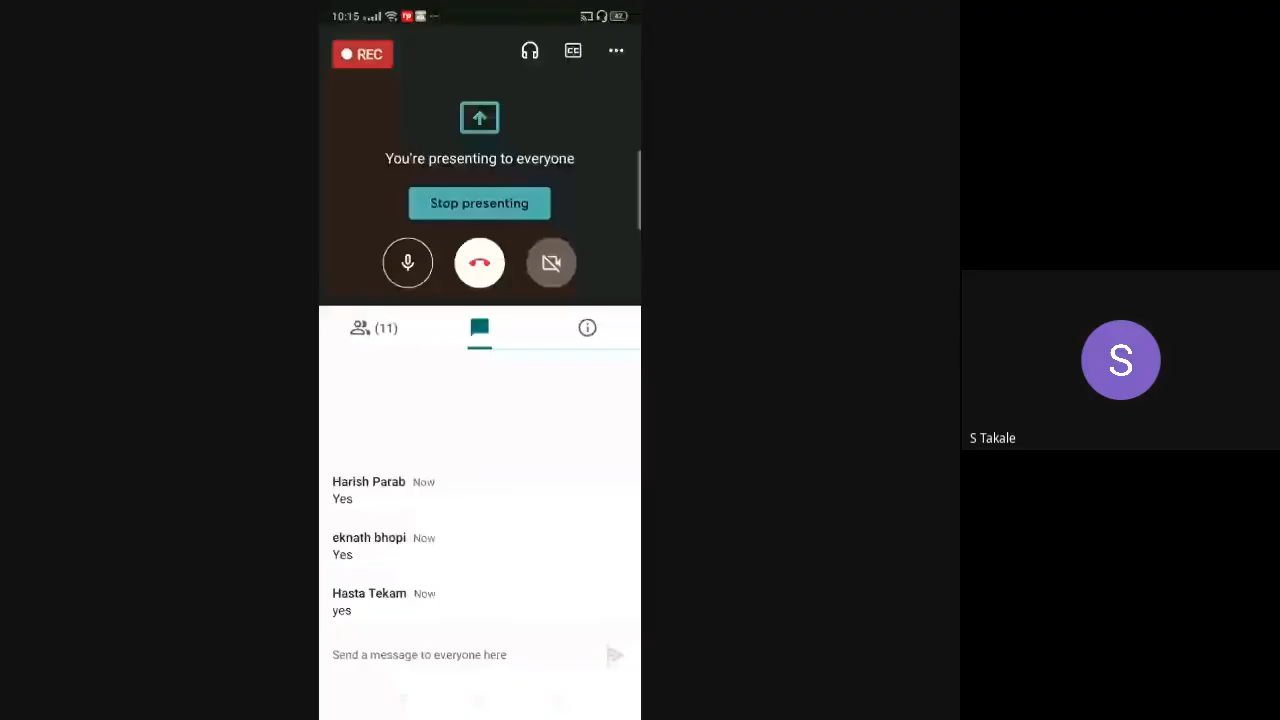 10:15
REC
CC
You're presenting to everyone
Stop presenting
(11)
Harish Parab Now
Yes
eknath bhopi Now
Yes
Hasta Tekam Now
yes
Send a message to everyone here
S
S Takale